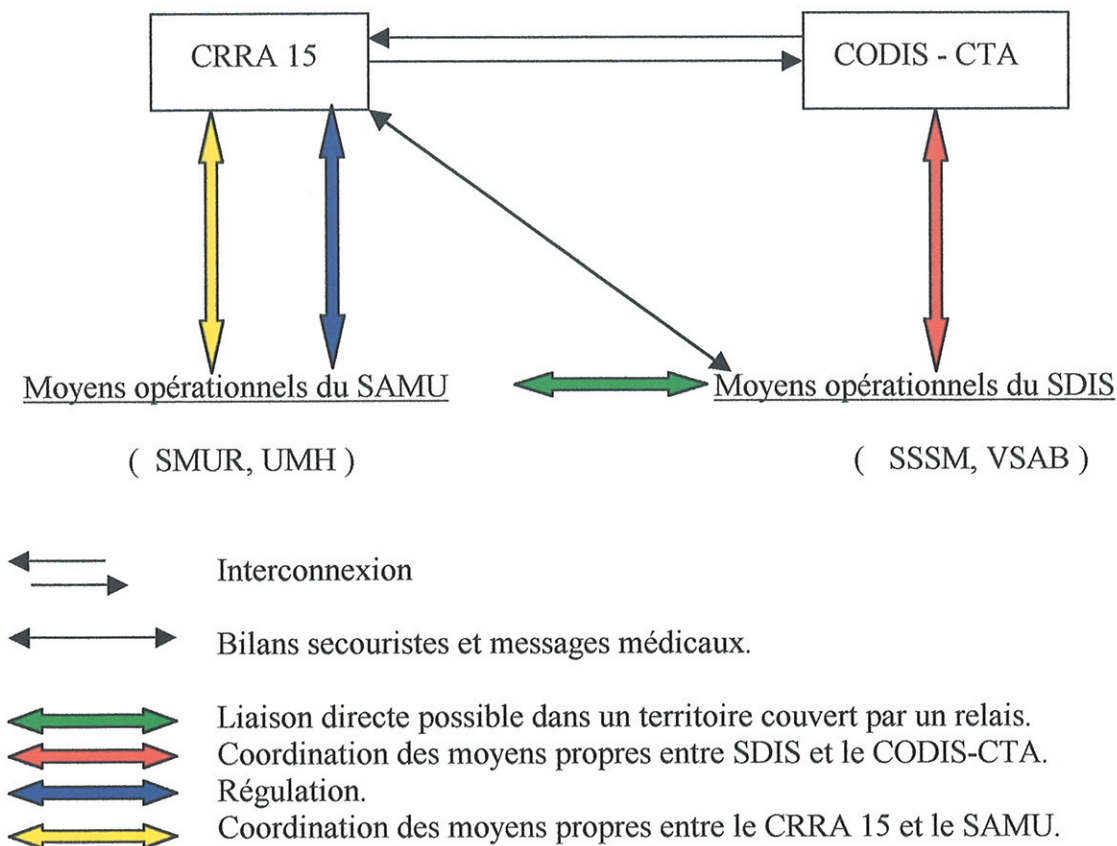 CRRA 15
CODIS - CTA
Moyens opérationnels du SAMU
Moyens opérationnels du SDIS
( SMUR, UMH )
( SSSM, VSAB )
Interconnexion
Bilans secouristes et messages médicaux.
Liaison directe possible dans un territoire couvert par un relais.
Coordination des moyens propres entre SDIS et le CODIS-CTA.
Régulation.
Coordination des moyens propres entre le CRRA 15 et le SAMU.